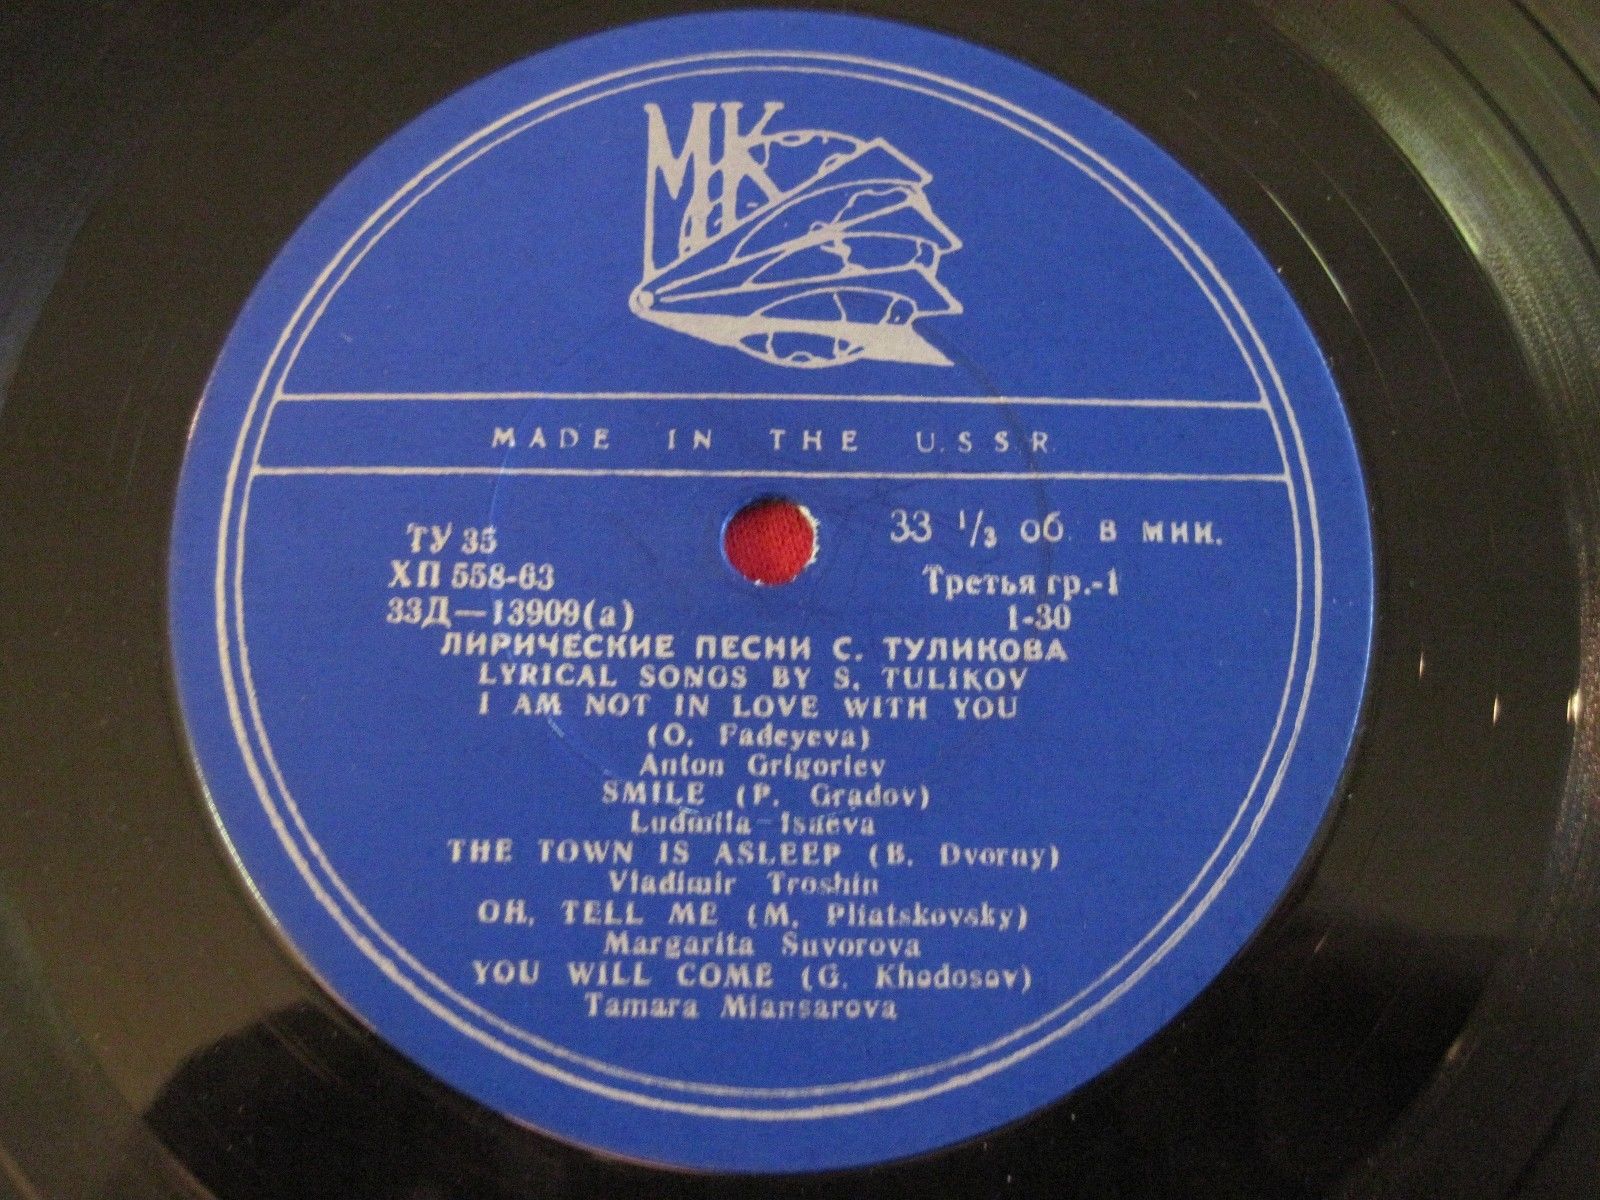 МК
MADE IN THE U.S.S.R.
ТУ 35
33 1/3 об. в мин.
ХП 558-63
Третья гр.-1
33Д—13909(а)
1-30
ЛИРИЧЕСКИЕ ПЕСНИ С. ТУЛИКОВА
LYRICAL SONGS BY S. TULIKOV
I AM NOT IN LOVE WITH YOU
(O. Fadeyeva)
Anton Grigoriev
SMILE (P. Gradov)
Ludmila Isaeva
THE TOWN IS ASLEEP (B. Dvorny)
Vladimir Troshin
OH, TELL ME (M. Pliatskovsky)
Margarita Suvorova
YOU WILL COME (G. Khodosov)
Tamara Miansarova